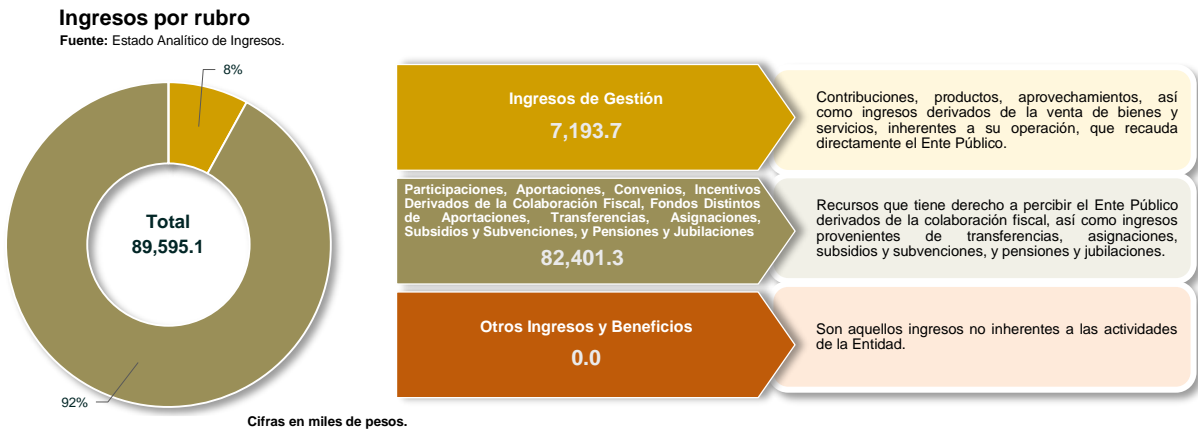 Ingresos por rubro
Fuente: Estado Analítico de Ingresos.
8%
Total
89,595.1
92%
Cifras en miles de pesos.
Ingresos de Gestión
7,193.7
Contribuciones, productos, aprovechamientos, así
como ingresos derivados de la venta de bienes y
servicios, inherentes a su operación, que recauda
directamente el Ente Público.
Participaciones, Aportaciones, Convenios, Incentivos
Derivados de la Colaboración Fiscal, Fondos Distintos
de Aportaciones, Transferencias, Asignaciones,
Subsidios y Subvenciones, y Pensiones y Jubilaciones
82,401.3
Recursos que tiene derecho a percibir el Ente Público
derivados de la colaboración fiscal, así como ingresos
provenientes de transferencias, asignaciones,
subsidios y subvenciones, y pensiones y jubilaciones.
Otros Ingresos y Beneficios
0.0
Son aquellos ingresos no inherentes a las actividades
de la Entidad.